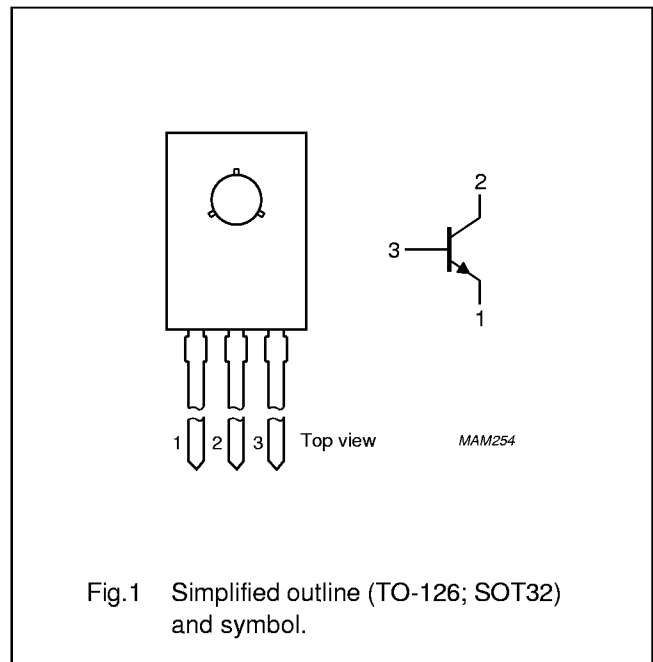 2
3
1
1 2 3 Top view MAM254
Fig.1 Simplified outline (TO-126; SOT32)
and symbol.